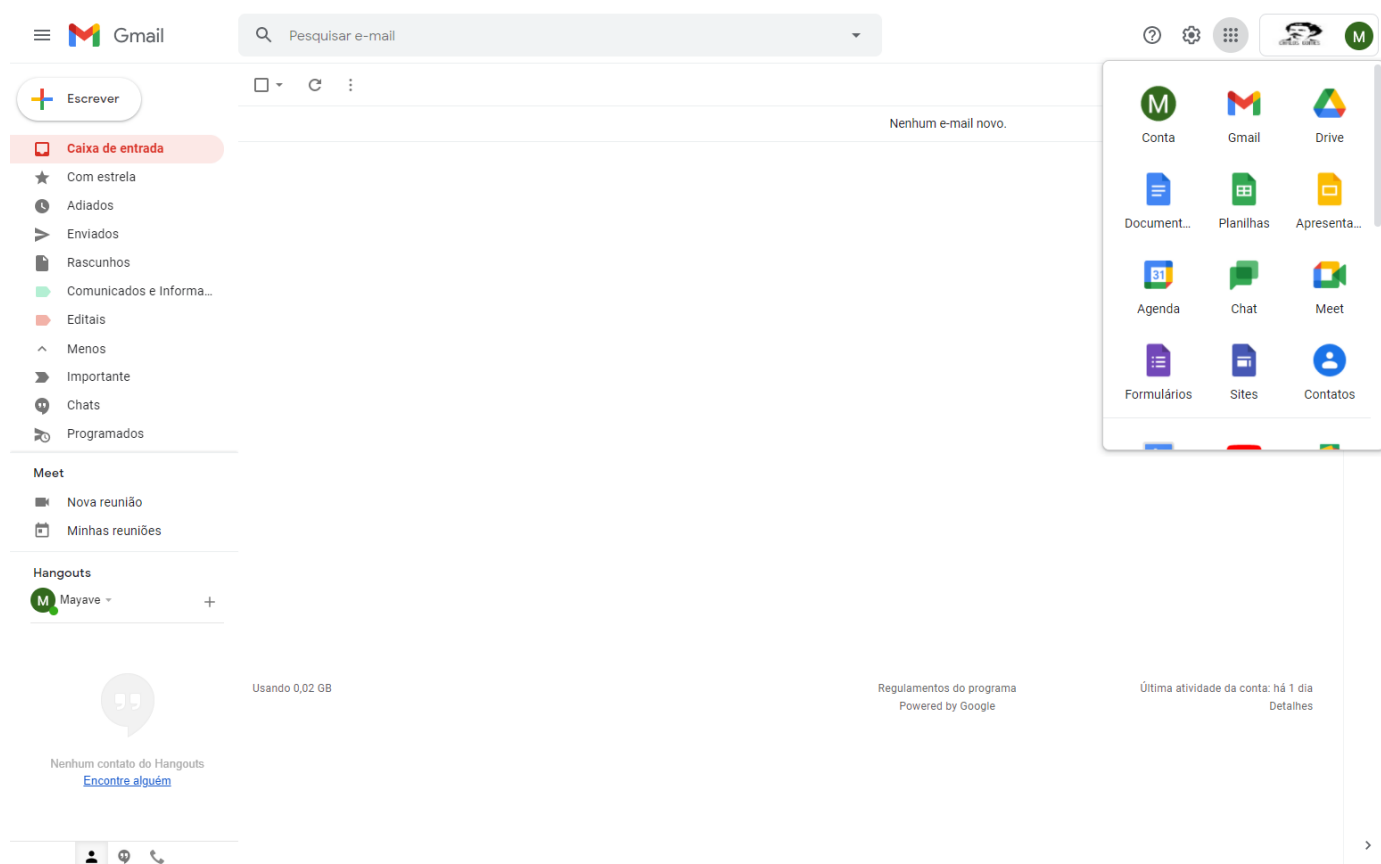 Gmail
Pesquisar e-mail
M
Escrever
Nenhum e-mail novo.
Caixa de entrada
Com estrela
Adiados
Enviados
Rascunhos
Comunicados e Informa...
Editais
Menos
Importante
Chats
Programados
Meet
Nova reunião
Minhas reuniões
Hangouts
M Mayave
Nenhum contato do Hangouts
Encontre alguém
M
Conta Gmail Drive
Document... Planilhas Apresenta...
31
Agenda Chat Meet
Formulários Sites Contatos
Usando 0,02 GB
Regulamentos do programa
Powered by Google
Última atividade da conta: há 1 dia
Detalhes